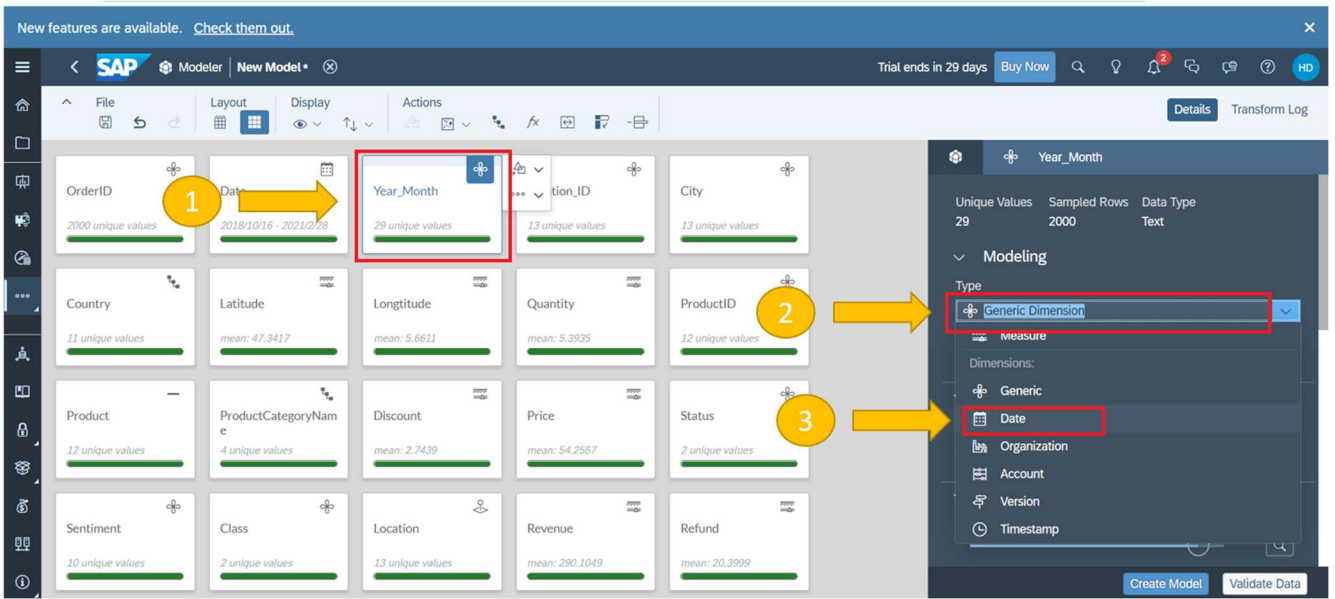 New features are available. Check them out.
SAP Modeler New Model • Trial ends in 29 days Buy Now 2 HD
File Layout Display Actions Details Transform Log
OrderID
2000 unique values
1
Date
2018/10/16 - 2021/2/28
Year_Month
29 unique values
tion_ID
13 unique values
City
13 unique values
Country
11 unique values
Latitude
mean: 47.3417
Longtitude
mean: 5.6611
Quantity
mean: 5.3935
ProductID
12 unique values
2
Product
12 unique values
ProductCategoryNam
e
4 unique values
Discount
mean: 2.7439
Price
mean: 54.2567
Status
2 unique values
3
Sentiment
10 unique values
Class
2 unique values
Location
13 unique values
Revenue
mean: 290.1049
Refund
mean: 20.3999
Year_Month
Unique Values Sampled Rows Data Type
29 2000 Text
Modeling
Type
Generic Dimension
Measure
Dimensions:
Generic
Date
Organization
Account
Version
Timestamp
Create Model Validate Data